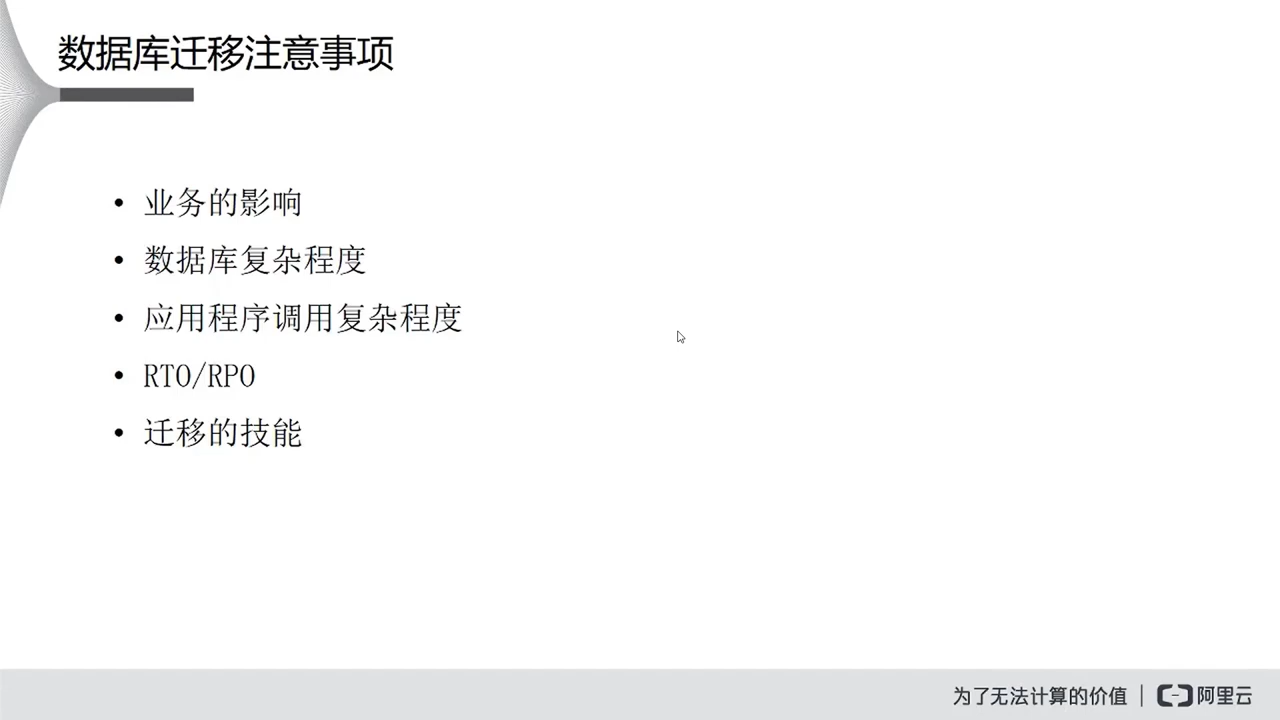 数据库迁移注意事项
• 业务的影响
• 数据库复杂程度
• 应用程序调用复杂程度
• RTO/RPO
• 迁移的技能
为了无法计算的价值 | 阿里云